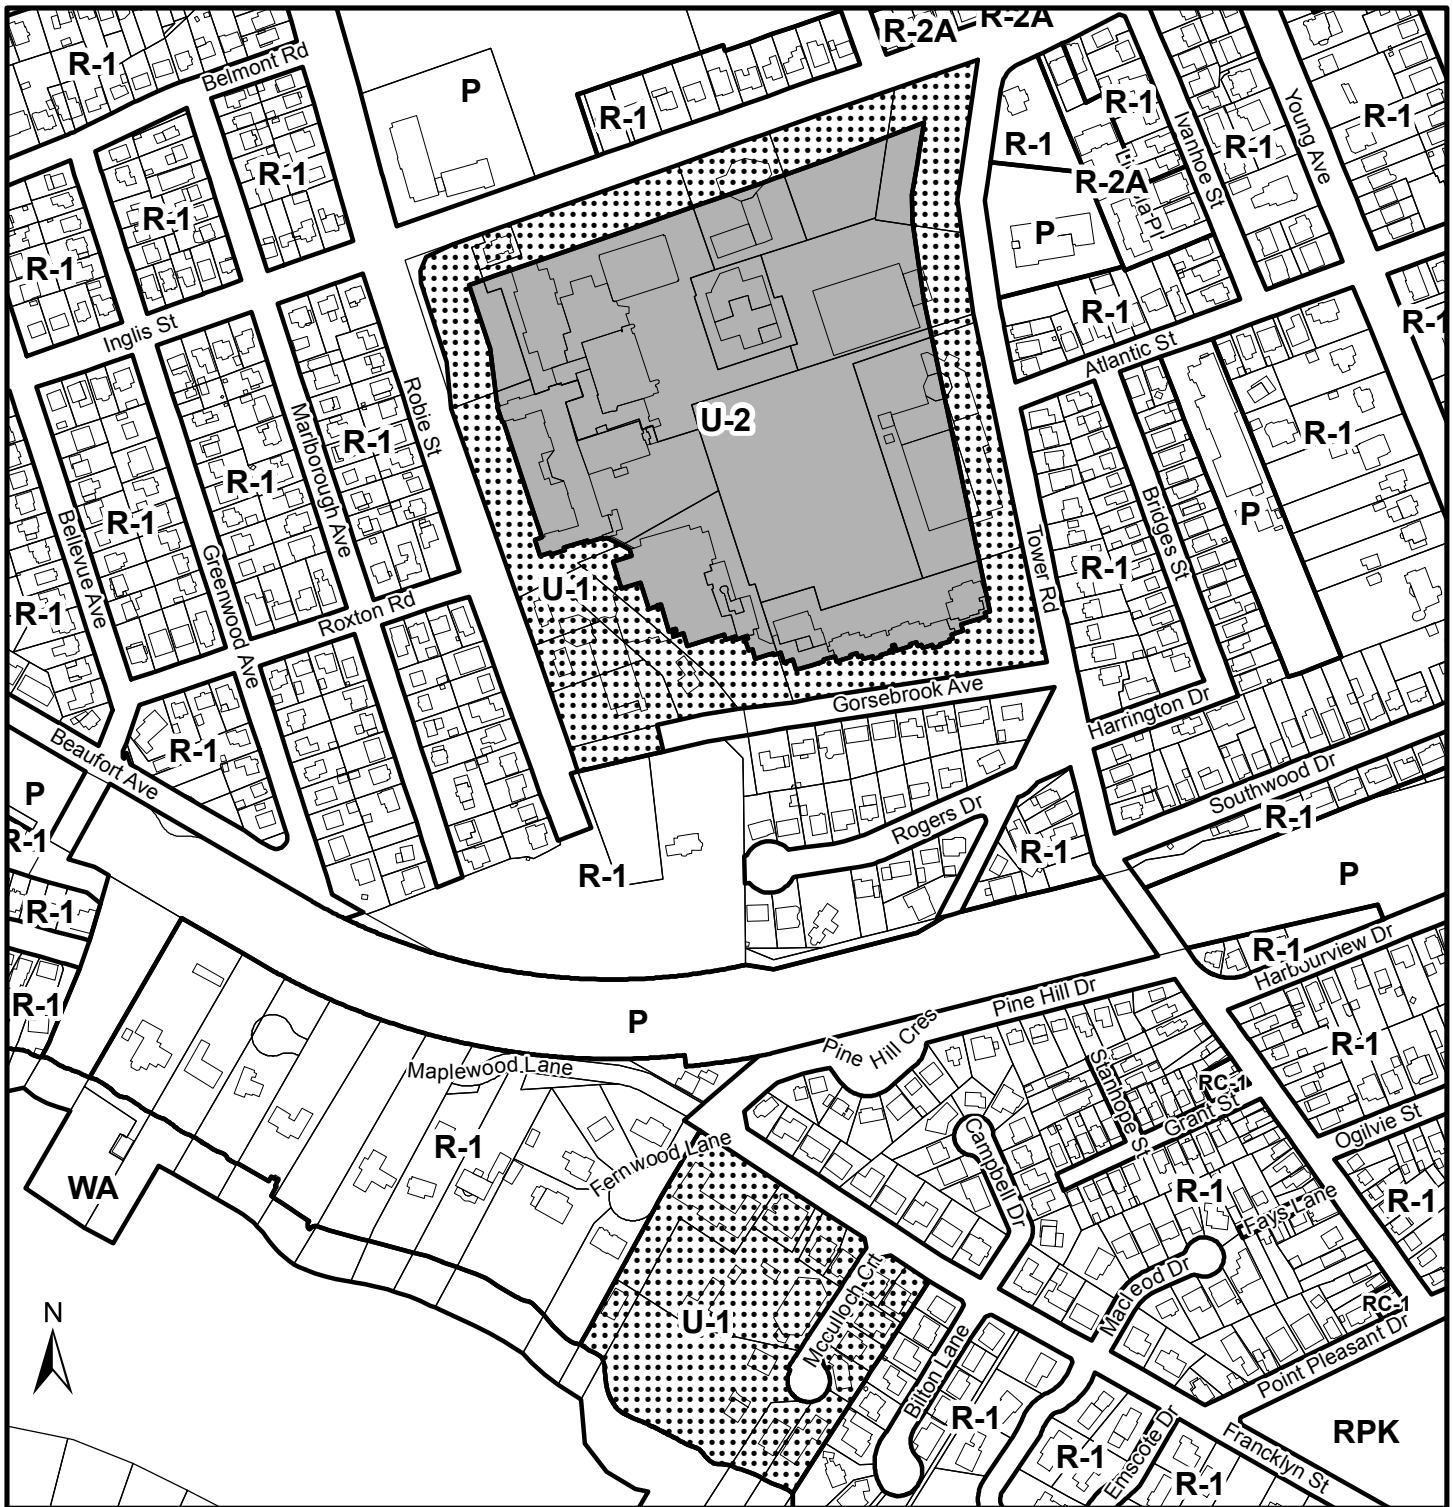 R-2A
R-2A
R-1
Belmont Rd
P
R-1
R-1
Ivanhoe St
Young Ave
R-1
R-1
R-1
R-1
R-1
R-2A
R-1
P
R-1
Inglis St
R-1
R-1
Atlantic St
Robie St
Marlborough Ave
R-1
U-2
R-1
R-1
R-1
Bellevue Ave
Greenwood Ave
Bridges St
P
Tower Rd
R-1
U-1
R-1
Roxton Rd
Gorsebrook Ave
Harrington Dr
Beaufort Ave
R-1
Southwood Dr
P
Rogers Dr
R-1
R-1
R-1
R-1
P
R-1
R-1
Harbourview Dr
R-1
Pine Hill Dr
P
Pine Hill Cres
R-1
Maplewood Lane
Stanhope St
RC-1
Grant St
Ogilvie St
R-1
Campbell Dr
Fernwood Lane
WA
R-1
R-1
Fays Lane
Macleod Dr
Mcculloch Crt
N
U-1
RC-1
Point Pleasant Dr
Bilton Lane
R-1
RPK
Francklyn St
Emscote Dr
R-1
R-1